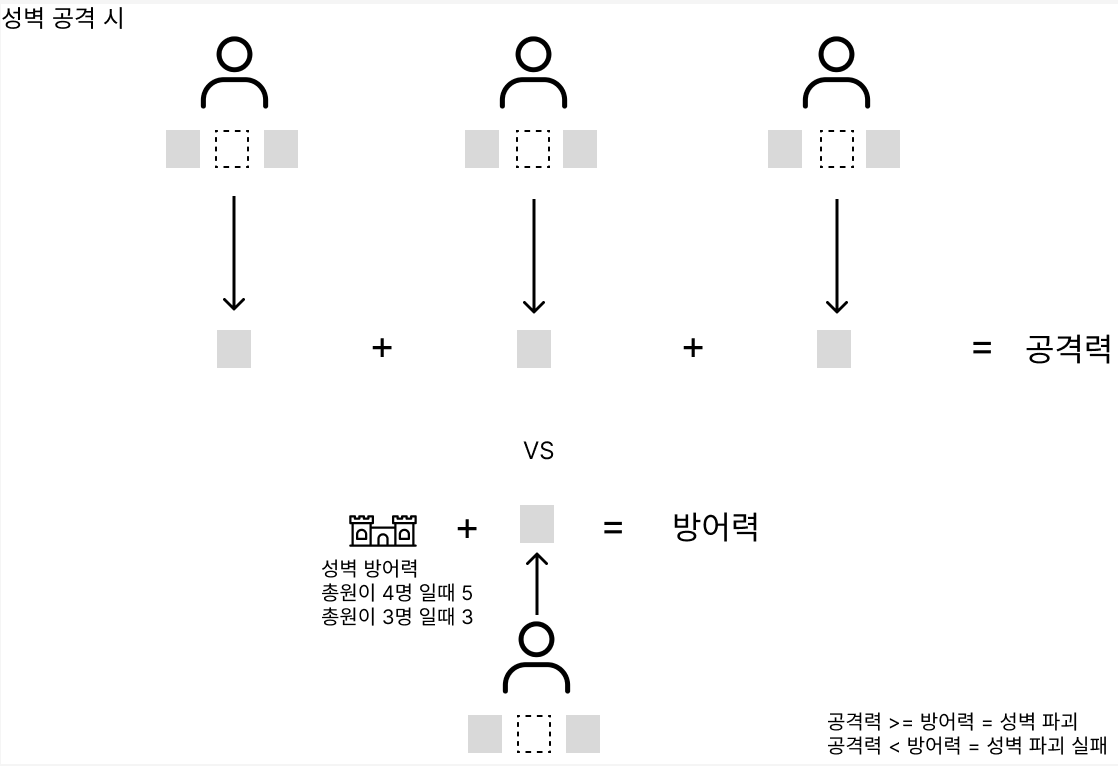 성벽 공격 시
+ + = 공격력
VS
+ = 방어력
성벽 방어력
총원이 4명 일때 5
총원이 3명 일때 3
공격력 >= 방어력 = 성벽 파괴
공격력 < 방어력 = 성벽 파괴 실패